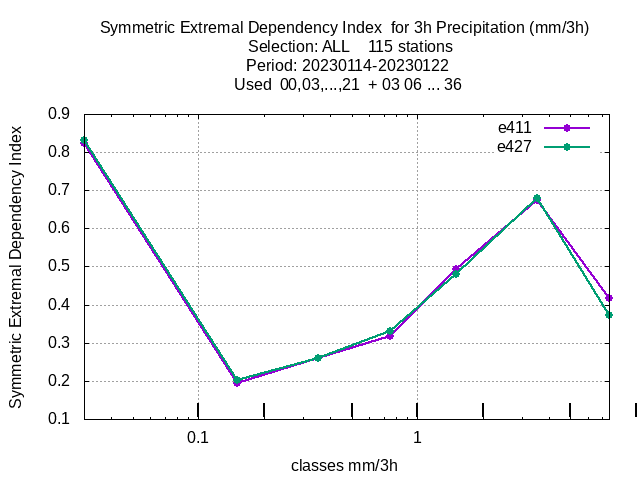 Symmetric Extremal Dependency Index  for 3h Precipitation (mm/3h)
Selection: ALL    115 stations
Period: 20230114-20230122
Used  00,03,...,21  + 03 06 ... 36
e411
e427
Symmetric Extremal Dependency Index
0.9
0.8
0.7
0.6
0.5
0.4
0.3
0.2
0.1
0.1
1
classes mm/3h